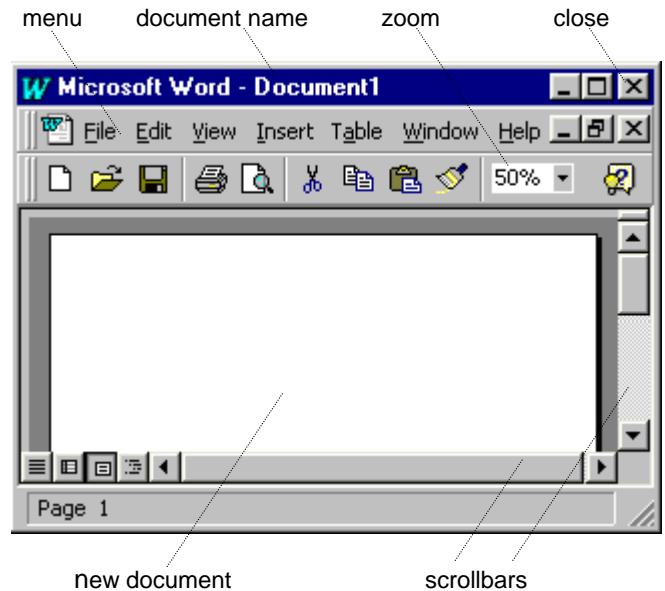 menu document name zoom close
W Microsoft Word - Document1
File Edit View Insert Table Window Help
50%
Page 1
new document scrollbars